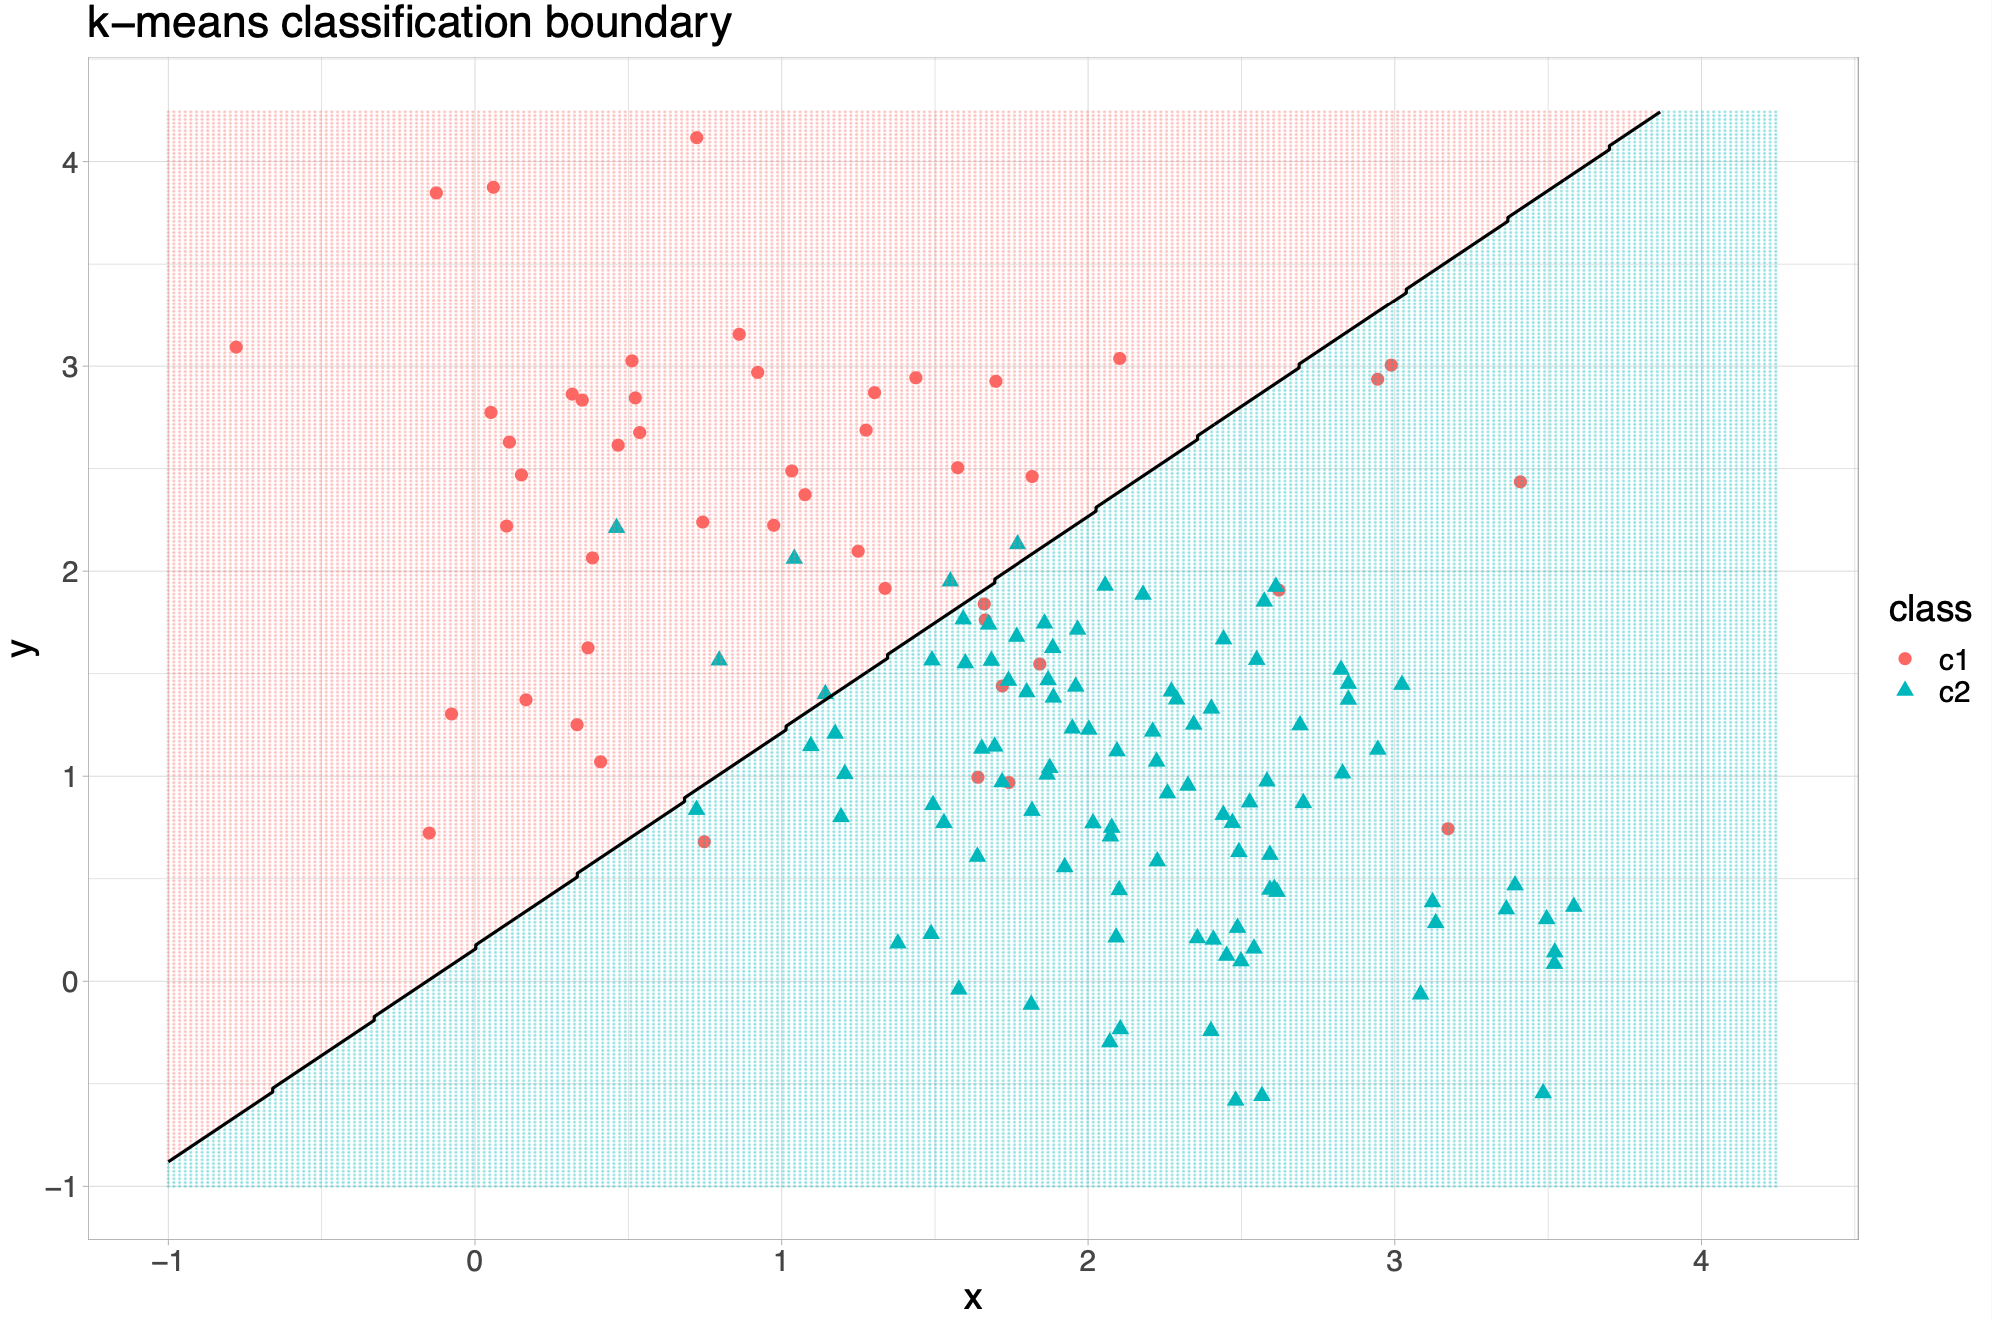 k−means classification boundary
4
3
2
1
0
−1
y
−1 0 1 2 3 4
x
class
c1
c2